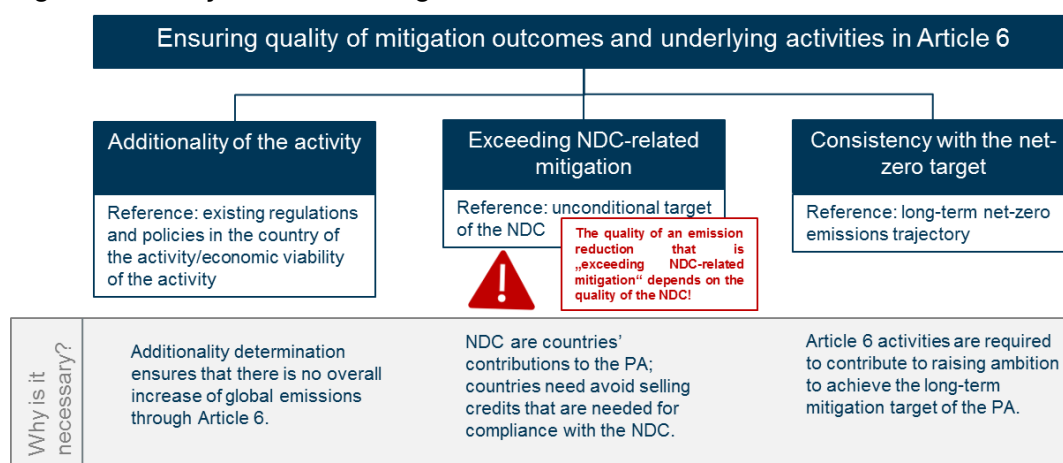 Ensuring quality of mitigation outcomes and underlying activities in Article 6
Additionality of the activity
Reference: existing regulations
and policies in the country of
the activity/economic viability
of the activity
Exceeding NDC-related
mitigation
Reference: unconditional target
of the NDC
The quality of an emission
reduction that is
„exceeding NDC-related
mitigation“ depends on the
quality of the NDC!
Consistency with the net-
zero target
Reference: long-term net-zero
emissions trajectory
Why is it
necessary?
Additionality determination
ensures that there is no overall
increase of global emissions
through Article 6.
NDC are countries’
contributions to the PA;
countries need avoid selling
credits that are needed for
compliance with the NDC.
Article 6 activities are required
to contribute to raising ambition
to achieve the long-term
mitigation target of the PA.